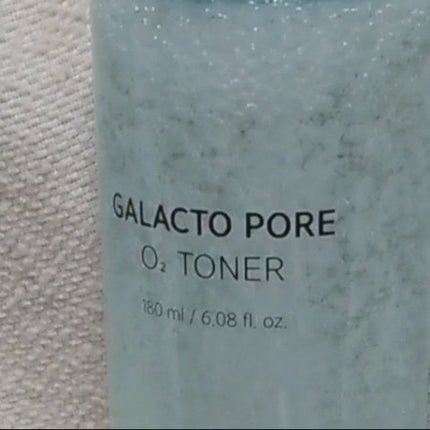 GALACTO PORE
O₂ TONER
180 ml / 6.08 fl. oz.